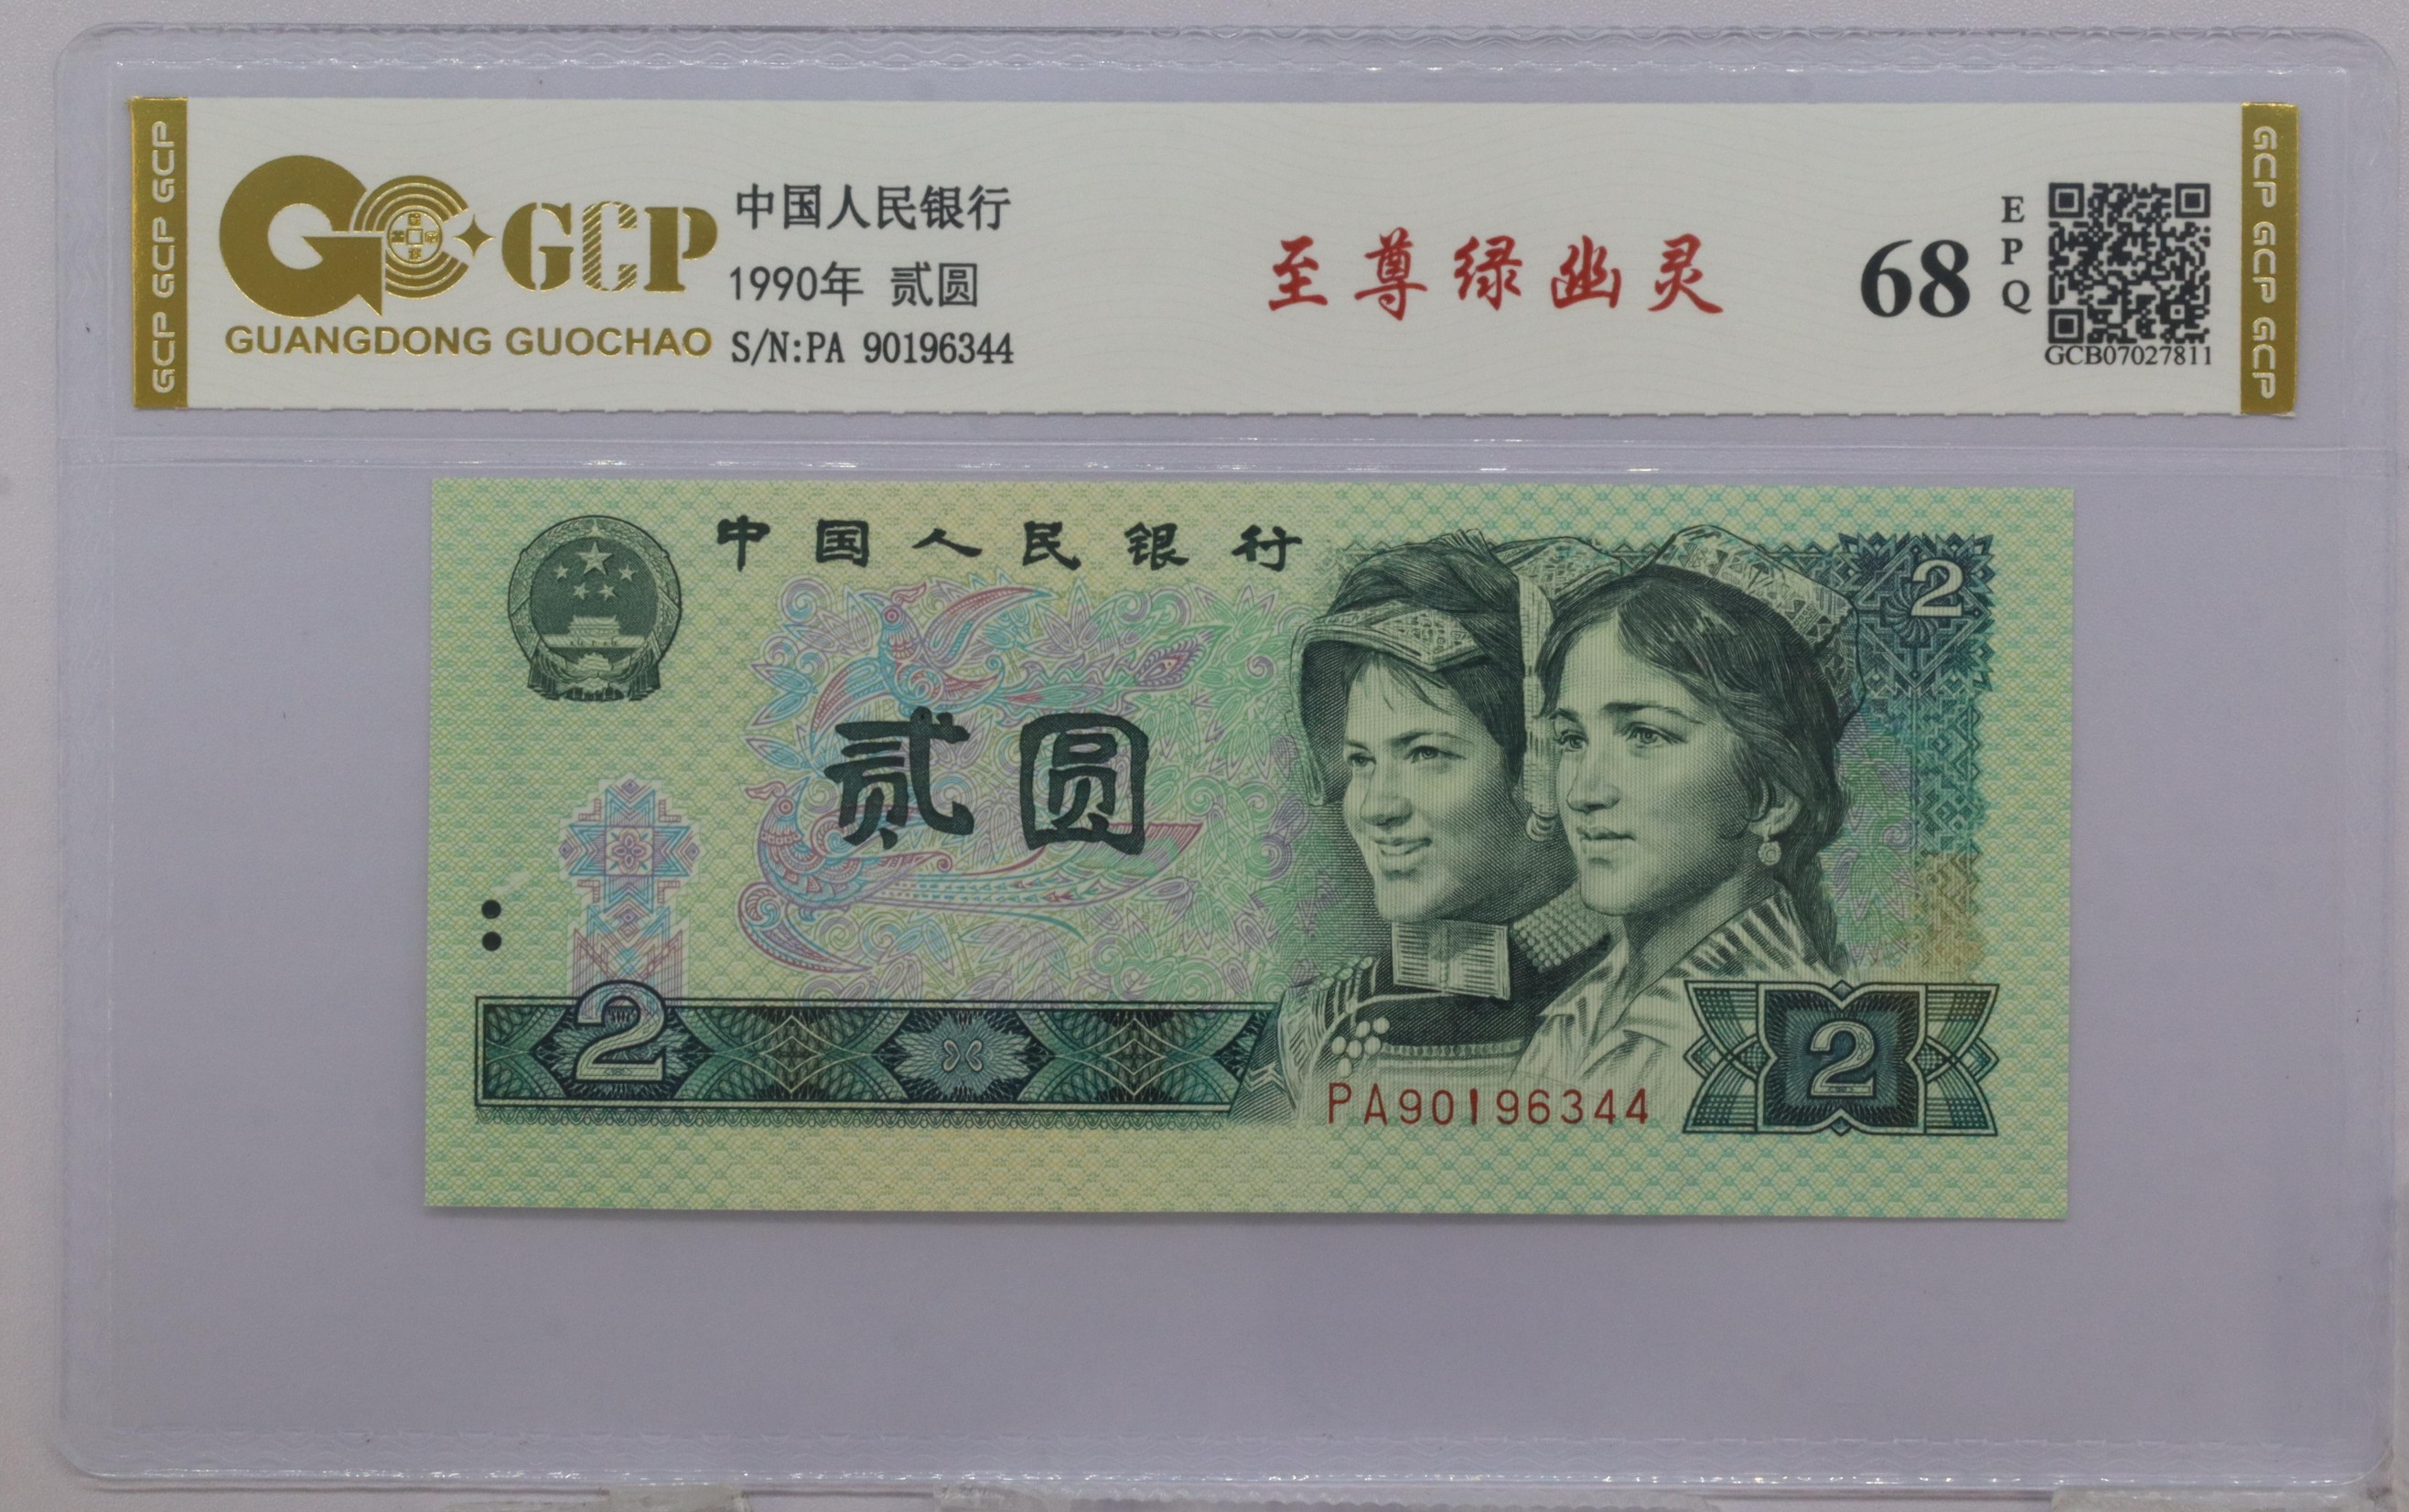 GCP GCP GCP
GCP
GUANGDONG GUOCHAO
中国人民银行
1990年 贰圆
S/N:PA 90196344
至尊绿幽灵
68
EPQ
GCB07027811
GCP GCP GCP
中国人民银行
2
贰圆
2
2
PA90196344